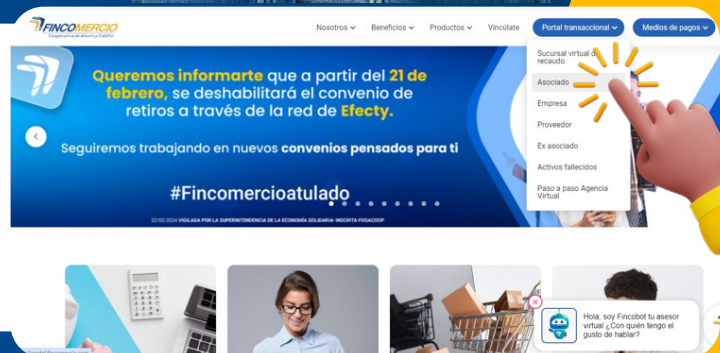 FINCOMERCIO
Cooperativa de Ahorro y Crédito
Nosotros
Beneficios
Productos
Vincúlate
Portal transaccional
Medios de pagos
Sucursal virtual
recaudo
Asociado
Empresa
Proveedor
Ex asociado
Activos fallecidos
Paso a paso Agencia
Virtual
Queremos informarte que a partir del 21 de
febrero, se deshabilitará el convenio de
retiros a través de la red de Efecty.
Seguiremos trabajando en nuevos convenios pensados para ti
#Fincomercioatulado
22/02/2024 VIGILADA POR LA SUPERINTENDENCIA DE LA ECONOMÍA SOLIDARIA- INSCRITA FOGACOOP
Hola, soy Fincobot tu asesor
virtual ¿Con quién tengo el
gusto de hablar?